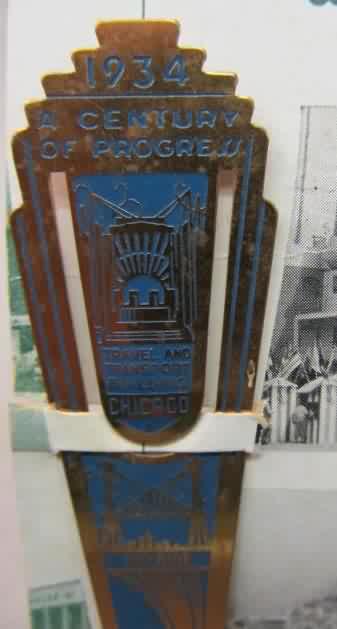 1934
A CENTURY
OF PROGRESS
TRAVEL AND
TRANSPORT
BUILDING
CHICAGO